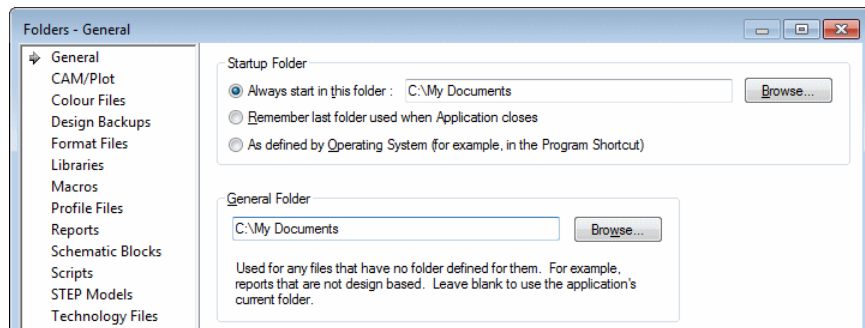 Folders - General
General
CAM/Plot
Colour Files
Design Backups
Format Files
Libraries
Macros
Profile Files
Reports
Schematic Blocks
Scripts
STEP Models
Technology Files
Startup Folder
Always start in this folder : C:\My Documents Browse...
Remember last folder used when Application closes
As defined by Operating System (for example, in the Program Shortcut)
General Folder
C:\My Documents Browse...
Used for any files that have no folder defined for them. For example,
reports that are not design based. Leave blank to use the application's
current folder.